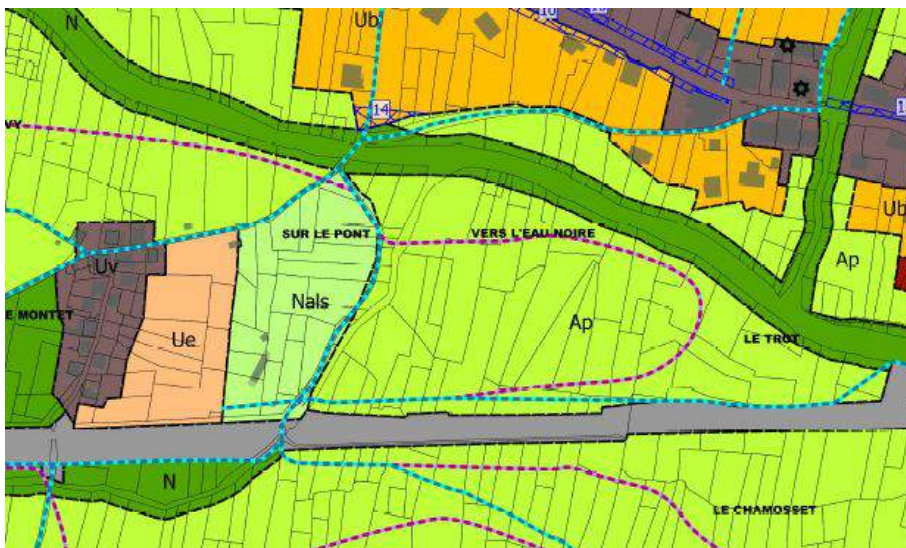 N
Ub
14
SUR LE PONT
VERS L'EAU NOIRE
Ub
Uv
Ap
E MONTET
Nals
Ue
Ap
LE TROT
N
LE CHAMOSSET